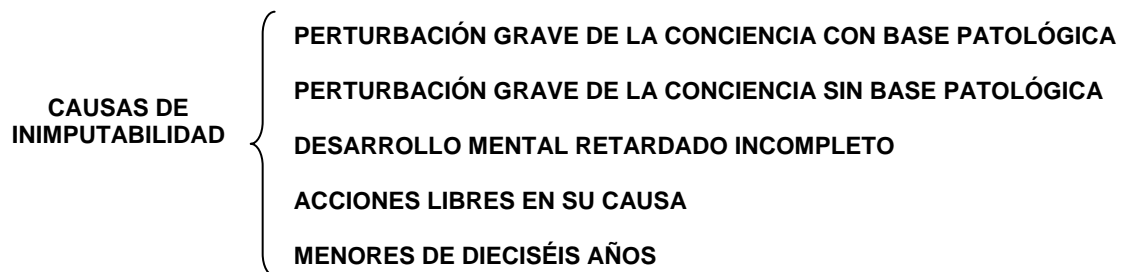 CAUSAS DE
INIMPUTABILIDAD
PERTURBACIÓN GRAVE DE LA CONCIENCIA CON BASE PATOLÓGICA
PERTURBACIÓN GRAVE DE LA CONCIENCIA SIN BASE PATOLÓGICA
DESARROLLO MENTAL RETARDADO INCOMPLETO
ACCIONES LIBRES EN SU CAUSA
MENORES DE DIECISÉIS AÑOS